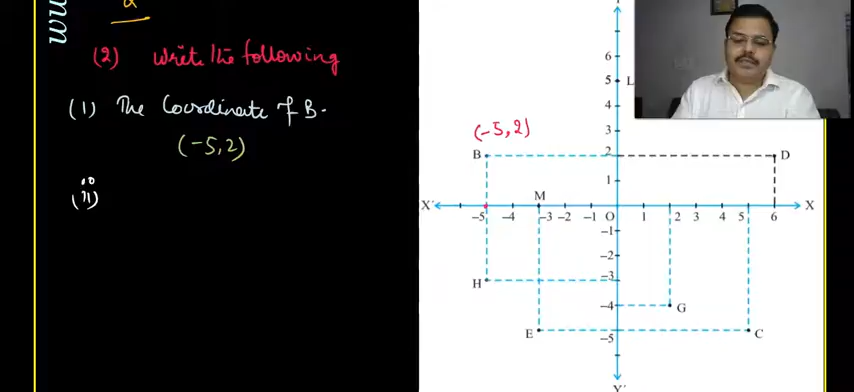 (2) Write the following
(1) The Coordinate of B.
(-5,2)
(ii)
6
5 L
4
3
(-5,2)
B 2 D
1
X' M X
-5 -4 -3 -2 -1 O 1 2 3 4 5 6
-1
-2
H -3
-4 G
E -5 C
Y'